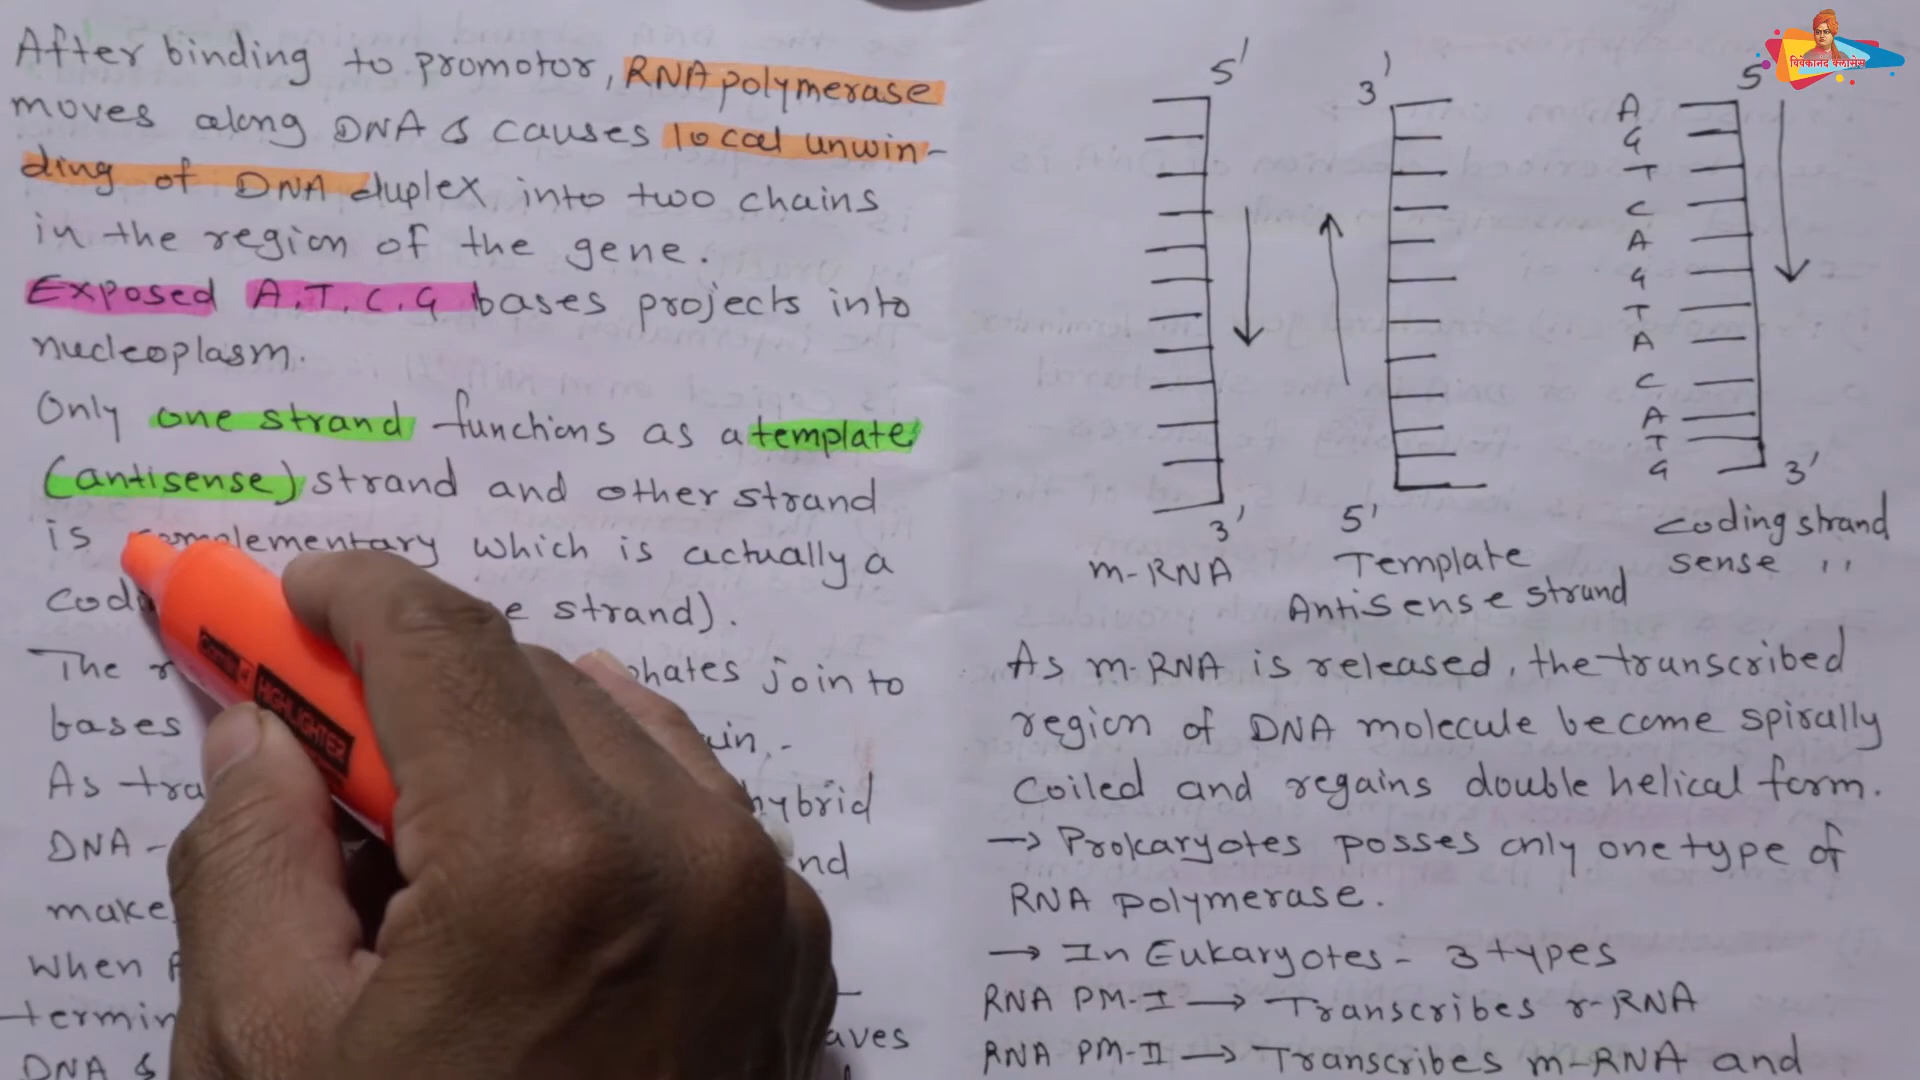 After binding to promotor, RNA polymerase
moves along DNA & causes local unwin-
ding of DNA duplex into two chains
in the region of the gene.
Exposed A.T.C.G bases projects into
nucleoplasm.
Only one strand functions as a template
(antisense) strand and other strand
is complementary which is actually a
strand).
The join to
bases
As tra hybrid
DNA -
make
When
termin
DNA &
5'
3'
m-RNA
3'
5'
Template
Antisense strand
5'
A
G
T
C
A
G
T
A
C
A
T
G
3'
Coding strand
sense ,,
As m-RNA is released, the transcribed
region of DNA molecule become spirally
coiled and regains double helical form.
→ Prokaryotes posses only one type of
RNA polymerase.
→ In Eukaryotes - 3 types
RNA PM-I → Transcribes r-RNA
RNA PM-II → Transcribes m-RNA and
विवेकानंद क्लासेस